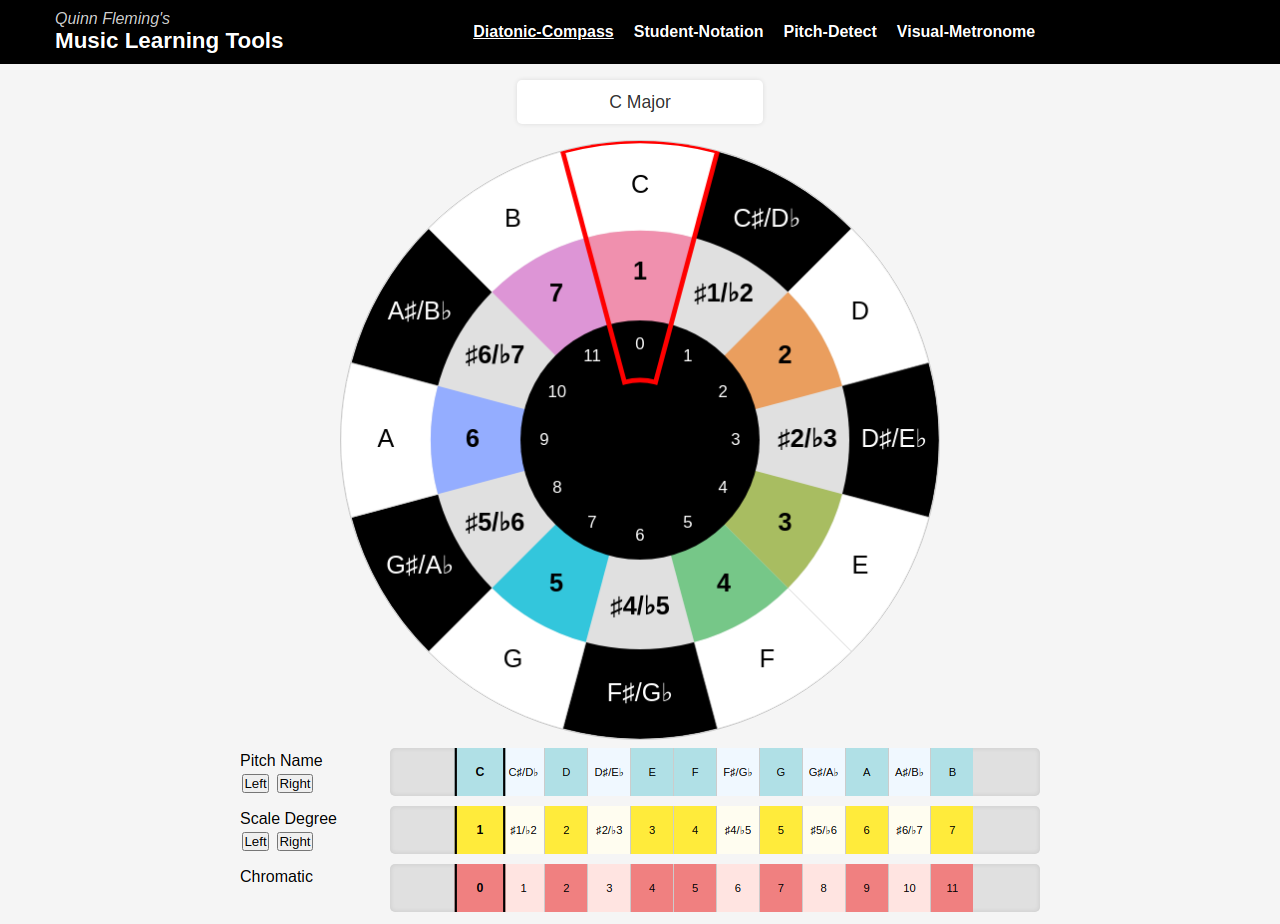 Quinn Fleming's
Music Learning Tools
Diatonic-Compass Student-Notation Pitch-Detect Visual-Metronome
C Major
C
B C♯/D♭
1
7 ♯1/♭2
A♯/B♭ D
0
11 1
♯6/♭7 2
10 2
A 6 9 3 ♯2/♭3 D♯/E♭
8 4
♯5/♭6 3
7 5
6
G♯/A♭ E
5 4
♯4/♭5
G F
F♯/G♭
Pitch Name
Left Right
C C♯/D♭ D D♯/E♭ E F F♯/G♭ G G♯/A♭ A A♯/B♭ B
Scale Degree
Left Right
1 ♯1/♭2 2 ♯2/♭3 3 4 ♯4/♭5 5 ♯5/♭6 6 ♯6/♭7 7
Chromatic
0 1 2 3 4 5 6 7 8 9 10 11